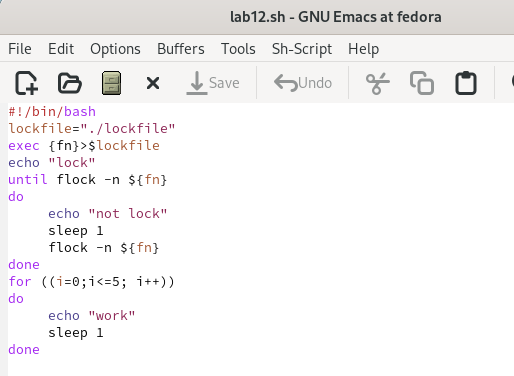 lab12.sh - GNU Emacs at fedora
File Edit Options Buffers Tools Sh-Script Help
Save Undo
#!/bin/bash
lockfile="./lockfile"
exec {fn}>$lockfile
echo "lock"
until flock -n ${fn}
do
     echo "not lock"
     sleep 1
     flock -n ${fn}
done
for ((i=0;i<=5; i++))
do
     echo "work"
     sleep 1
done